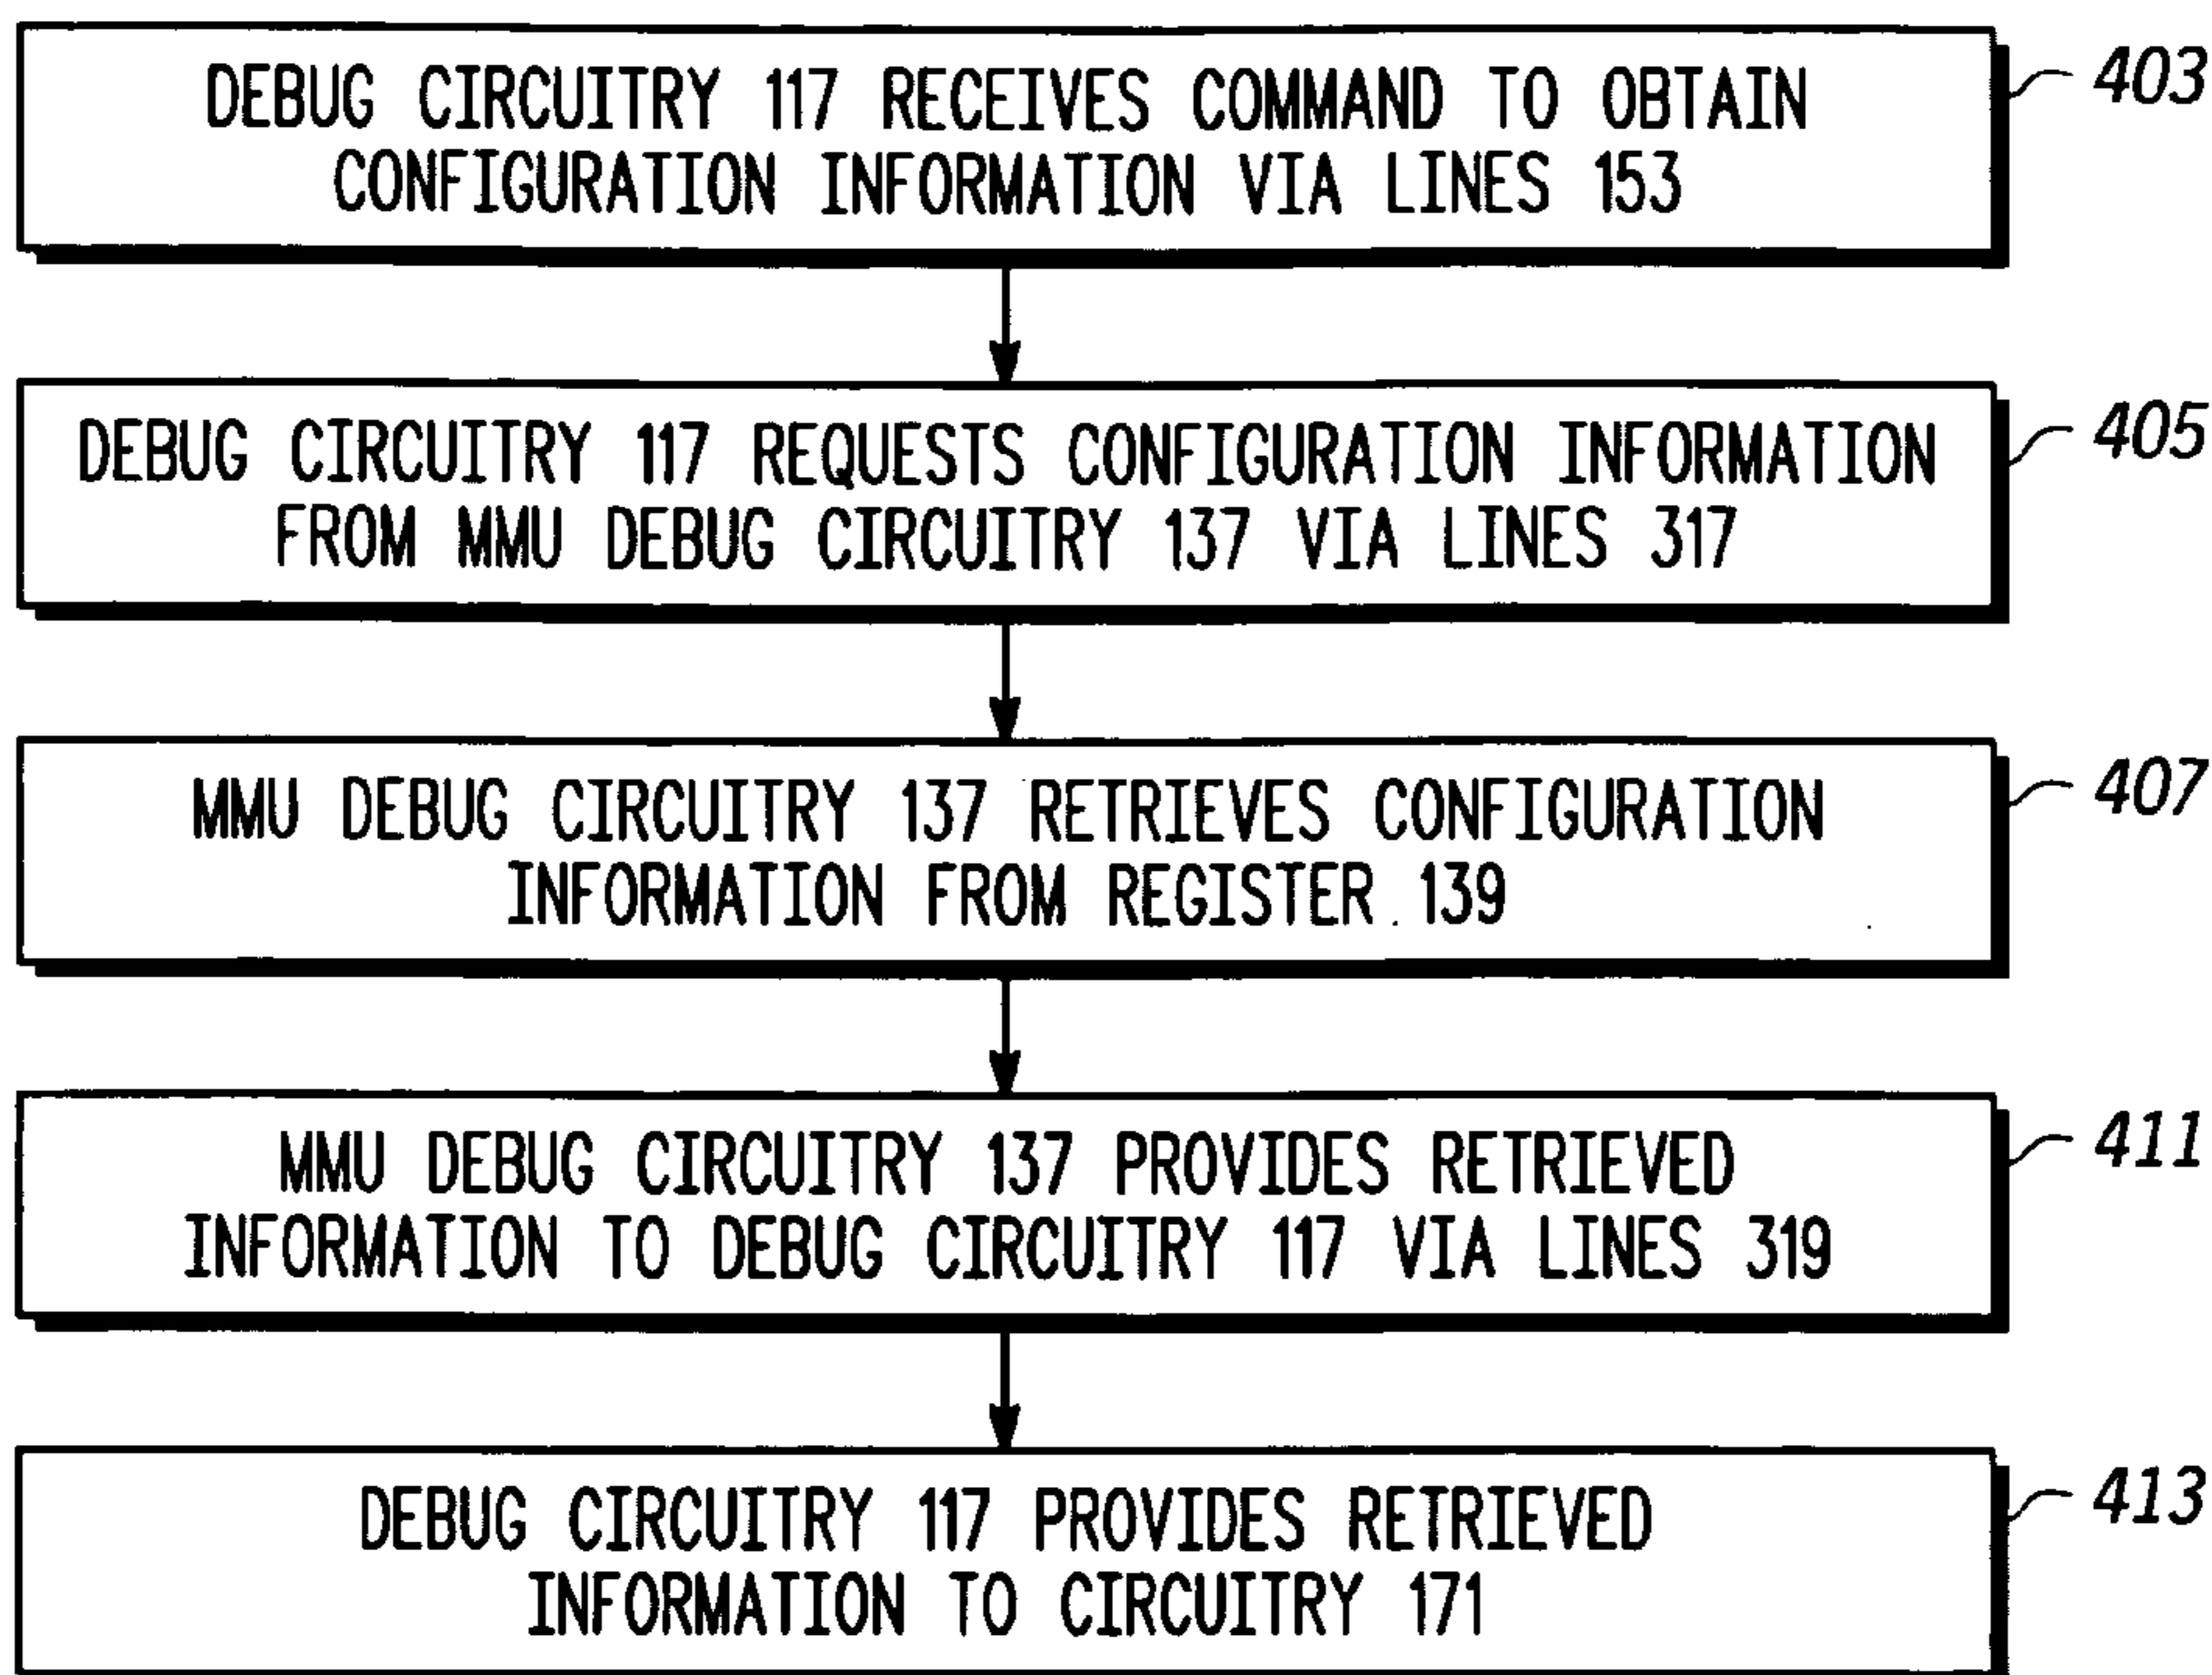 DEBUG CIRCUITRY 117 RECEIVES COMMAND TO OBTAIN
CONFIGURATION INFORMATION VIA LINES 153
403
DEBUG CIRCUITRY 117 REQUESTS CONFIGURATION INFORMATION
FROM MMU DEBUG CIRCUITRY 137 VIA LINES 317
405
MMU DEBUG CIRCUITRY 137 RETRIEVES CONFIGURATION
INFORMATION FROM REGISTER 139
407
MMU DEBUG CIRCUITRY 137 PROVIDES RETRIEVED
INFORMATION TO DEBUG CIRCUITRY 117 VIA LINES 319
411
DEBUG CIRCUITRY 117 PROVIDES RETRIEVED
INFORMATION TO CIRCUITRY 171
413